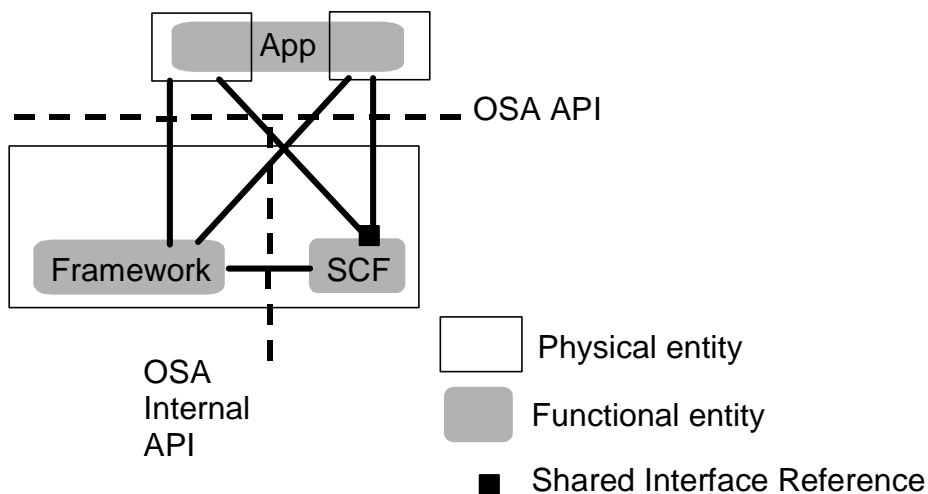 App
OSA API
Framework
SCF
OSA
Internal
API
Physical entity
Functional entity
Shared Interface Reference